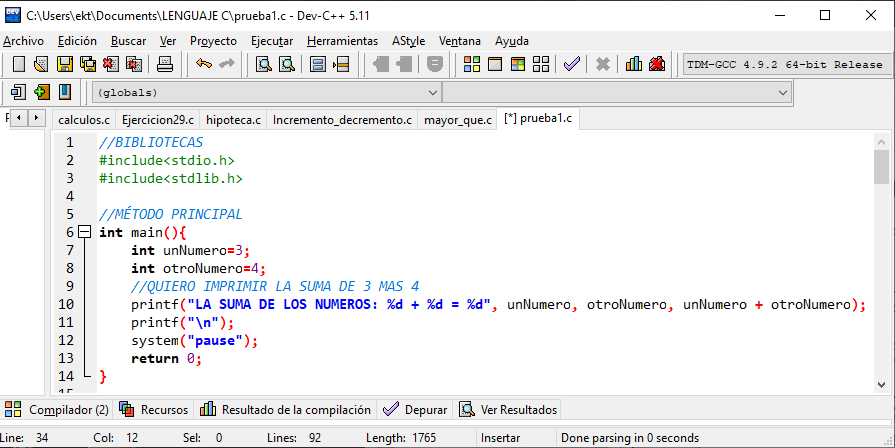 C:\Users\ekt\Documents\LENGUAJE C\prueba1.c - Dev-C++ 5.11
Archivo Edición Buscar Ver Proyecto Ejecutar Herramientas AStyle Ventana Ayuda
TDM-GCC 4.9.2 64-bit Release
(globals)
calculos.c Ejercicion29.c hipoteca.c Incremento_decremento.c mayor_que.c [*] prueba1.c
1 //BIBLIOTECAS
2 #include<stdio.h>
3 #include<stdlib.h>
4
5 //MÉTODO PRINCIPAL
6 int main(){
7 int unNumero=3;
8 int otroNumero=4;
9 //QUIERO IMPRIMIR LA SUMA DE 3 MAS 4
10 printf("LA SUMA DE LOS NUMEROS: %d + %d = %d", unNumero, otroNumero, unNumero + otroNumero);
11 printf("\n");
12 system("pause");
13 return 0;
14 }
Compilador (2) Recursos Resultado de la compilación Depurar Ver Resultados
Line: 34 Col: 12 Sel: 0 Lines: 92 Length: 1765 Insertar Done parsing in 0 seconds